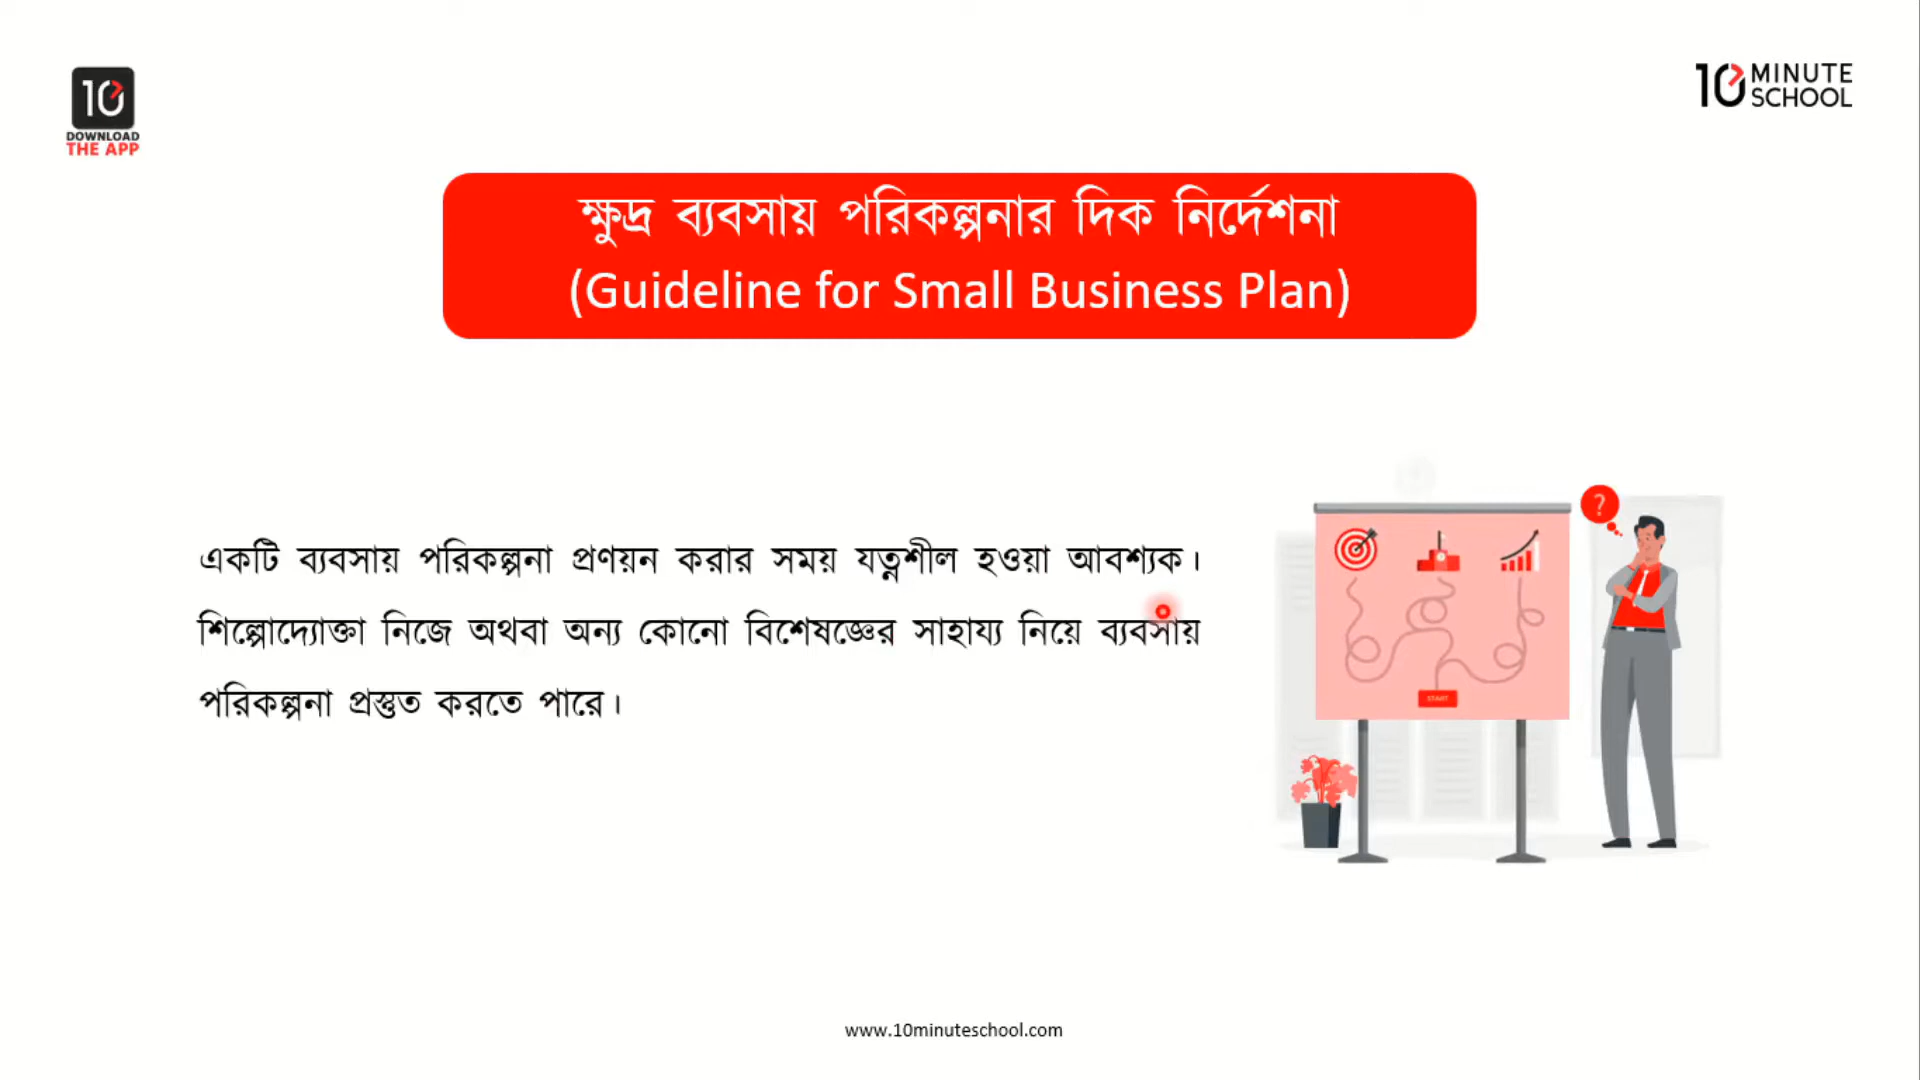 10
DOWNLOAD
THE APP
10 MINUTE
SCHOOL
ক্ষুদ্র ব্যবসায় পরিকল্পনার দিক নির্দেশনা
(Guideline for Small Business Plan)
?
একটি ব্যবসায় পরিকল্পনা প্রণয়ন করার সময় যত্নশীল হওয়া আবশ্যক।
শিল্পোদ্যোক্তা নিজে অথবা অন্য কোনো বিশেষজ্ঞের সাহায্য নিয়ে ব্যবসায়
পরিকল্পনা প্রস্তুত করতে পারে।
START
www.10minuteschool.com